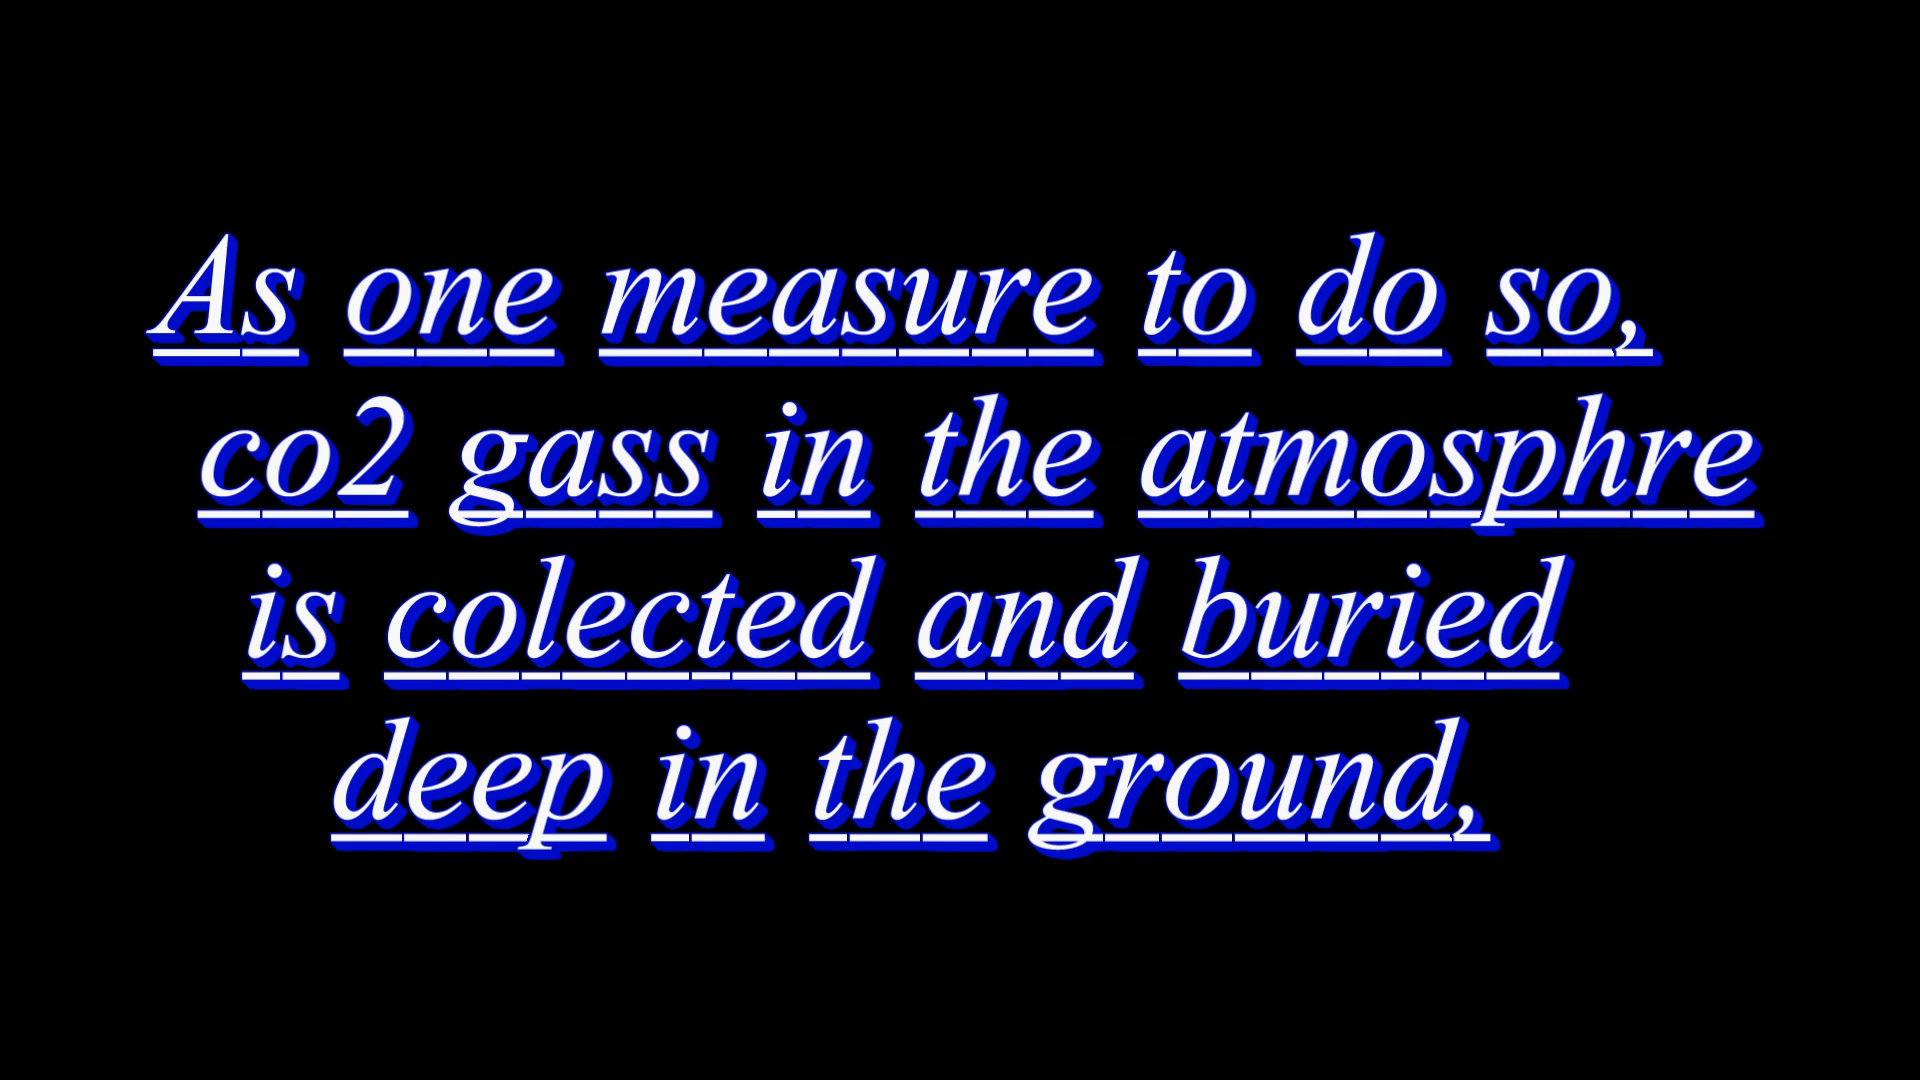 As one measure to do so,
co2 gass in the atmosphre
is colected and buried
deep in the ground,